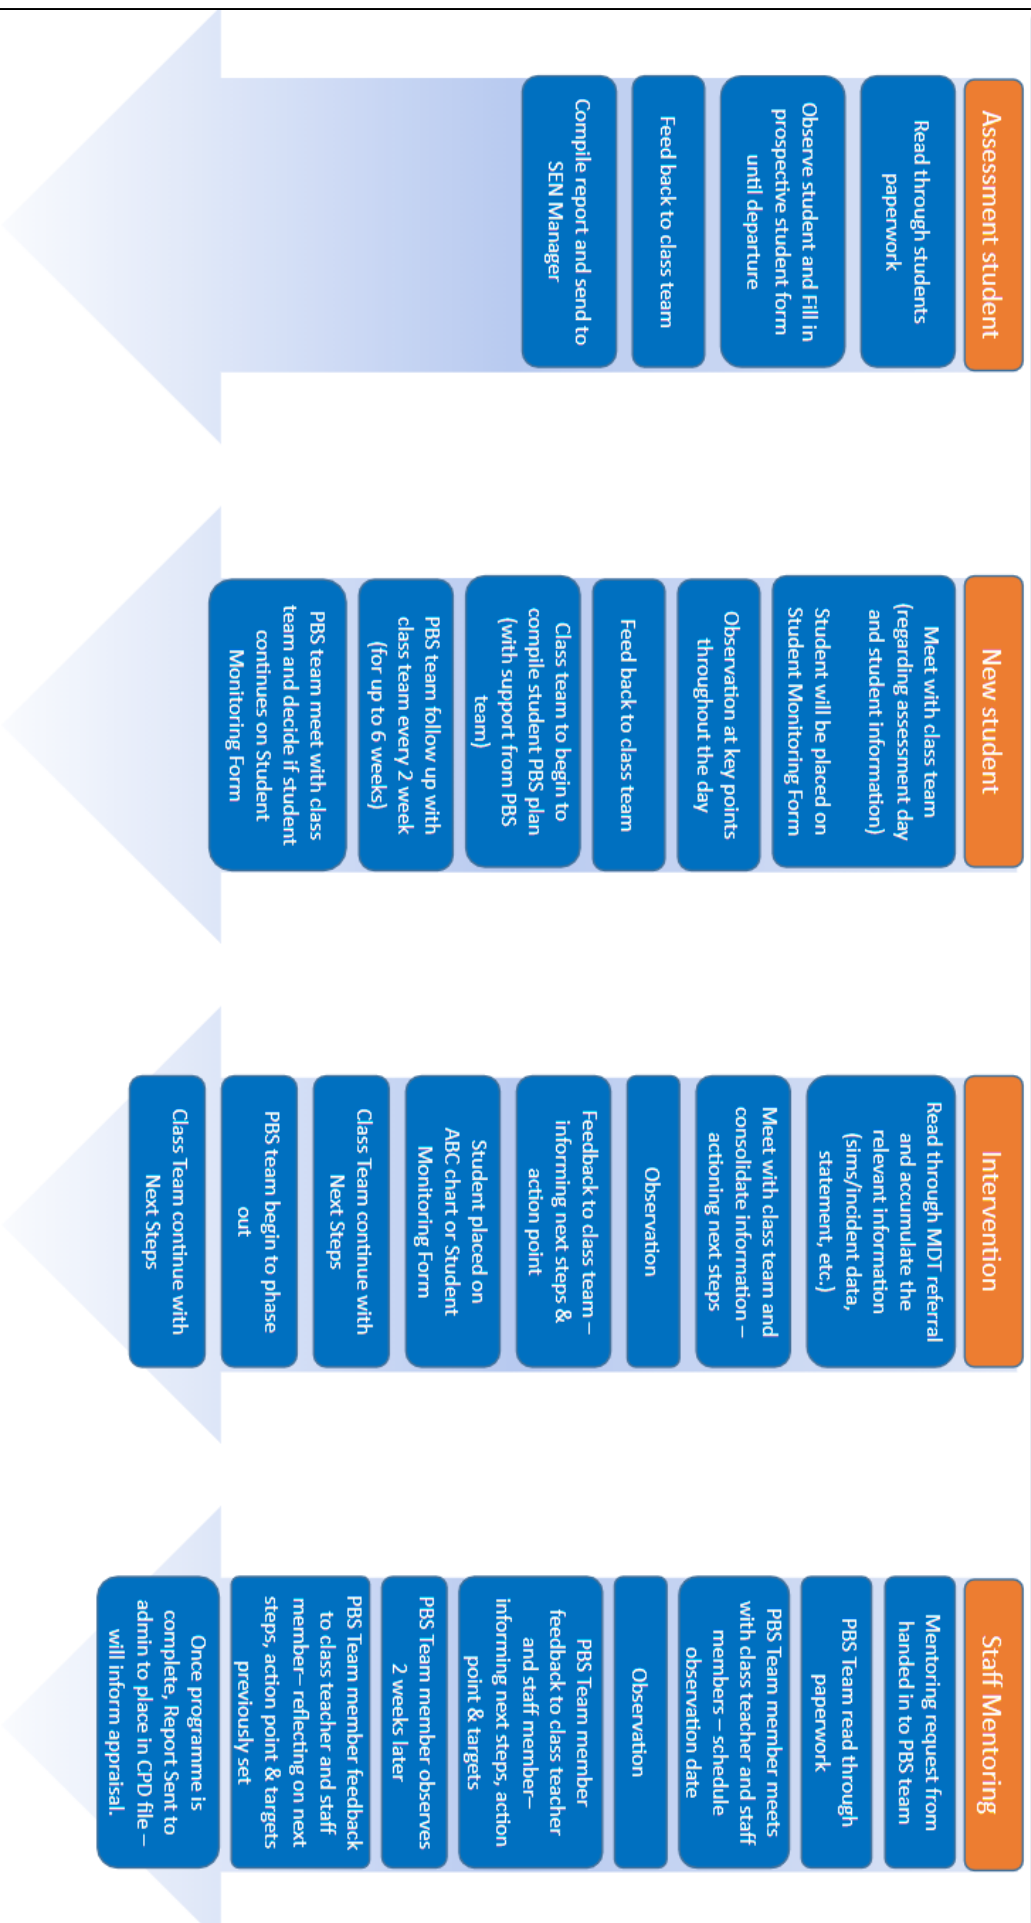 Assessment student
Read through students
paperwork
Observe student and Fill in
prospective student form
until departure
Feed back to class team
Compile report and send to
SEN Manager
New student
Meet with class team
(regarding assessment day
and student information)
Student will be placed on
Student Monitoring Form
Observation at key points
throughout the day
Feed back to class team
Class team to begin to
compile student PBS plan
(with support from PBS
team)
PBS team follow up with
class team every 2 week
(for up to 6 weeks)
PBS team meet with class
team and decide if student
continues on Student
Monitoring Form
Intervention
Read through MDT referral
and accumulate the
relevant information
(sims/incident data,
statement, etc.)
Meet with class team and
consolidate information –
actioning next steps
Observation
Feedback to class team –
informing next steps &
action point
Student placed on
ABC chart or Student
Monitoring Form
Class Team continue with
Next Steps
PBS team begin to phase
out
Class Team continue with
Next Steps
Staff Mentoring
Mentoring request from
handed in to PBS team
PBS Team read through
paperwork
PBS Team member meets
with class teacher and staff
members – schedule
observation date
Observation
PBS Team member
feedback to class teacher
and staff member–
informing next steps, action
point & targets
PBS Team member observes
2 weeks later
PBS Team member feedback
to class teacher and staff
member– reflecting on next
steps, action point & targets
previously set
Once programme is
complete, Report Sent to
admin to place in CPD file –
will inform appraisal.